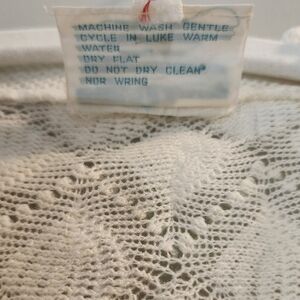 MACHINE WASH GENTLE
CYCLE IN LUKE WARM
WATER
DRY FLAT
DO NOT DRY CLEAN
NOR WRING